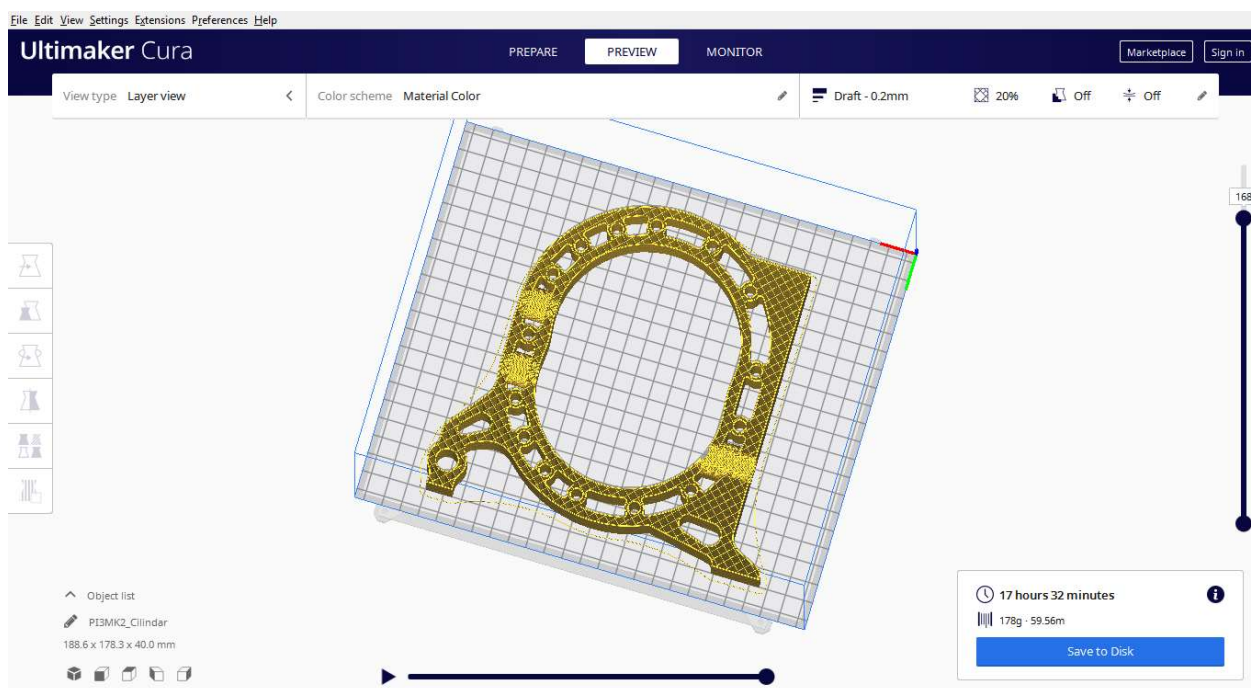 File Edit View Settings Extensions Preferences Help
Ultimaker Cura PREPARE PREVIEW MONITOR Marketplace Sign in
View type Layer view Color scheme Material Color Draft - 0.2mm 20% Off Off
168
Object list
PI3MK2_Cilindar
188.6 x 178.3 x 40.0 mm
17 hours 32 minutes
178g · 59.56m
Save to Disk